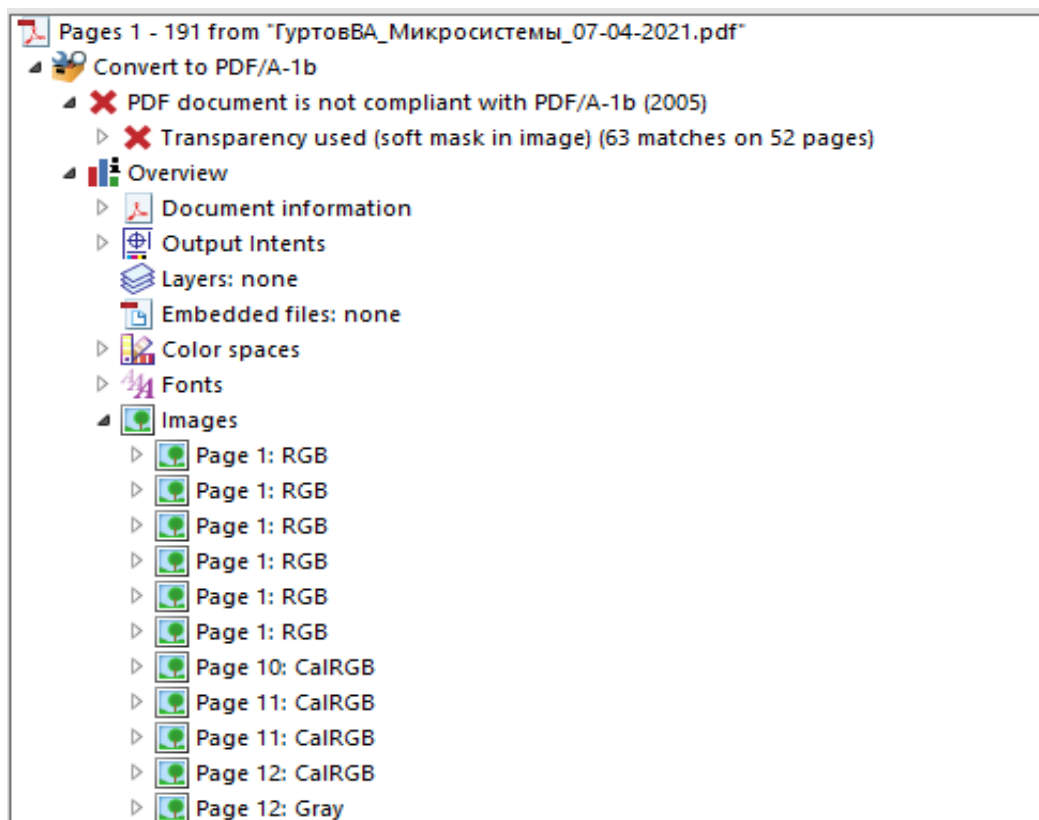 Pages 1 - 191 from "ГуртовВА_Микросистемы_07-04-2021.pdf"
Convert to PDF/A-1b
PDF document is not compliant with PDF/A-1b (2005)
Transparency used (soft mask in image) (63 matches on 52 pages)
Overview
Document information
Output Intents
Layers: none
Embedded files: none
Color spaces
Fonts
Images
Page 1: RGB
Page 1: RGB
Page 1: RGB
Page 1: RGB
Page 1: RGB
Page 1: RGB
Page 10: CalRGB
Page 11: CalRGB
Page 11: CalRGB
Page 12: CalRGB
Page 12: Gray